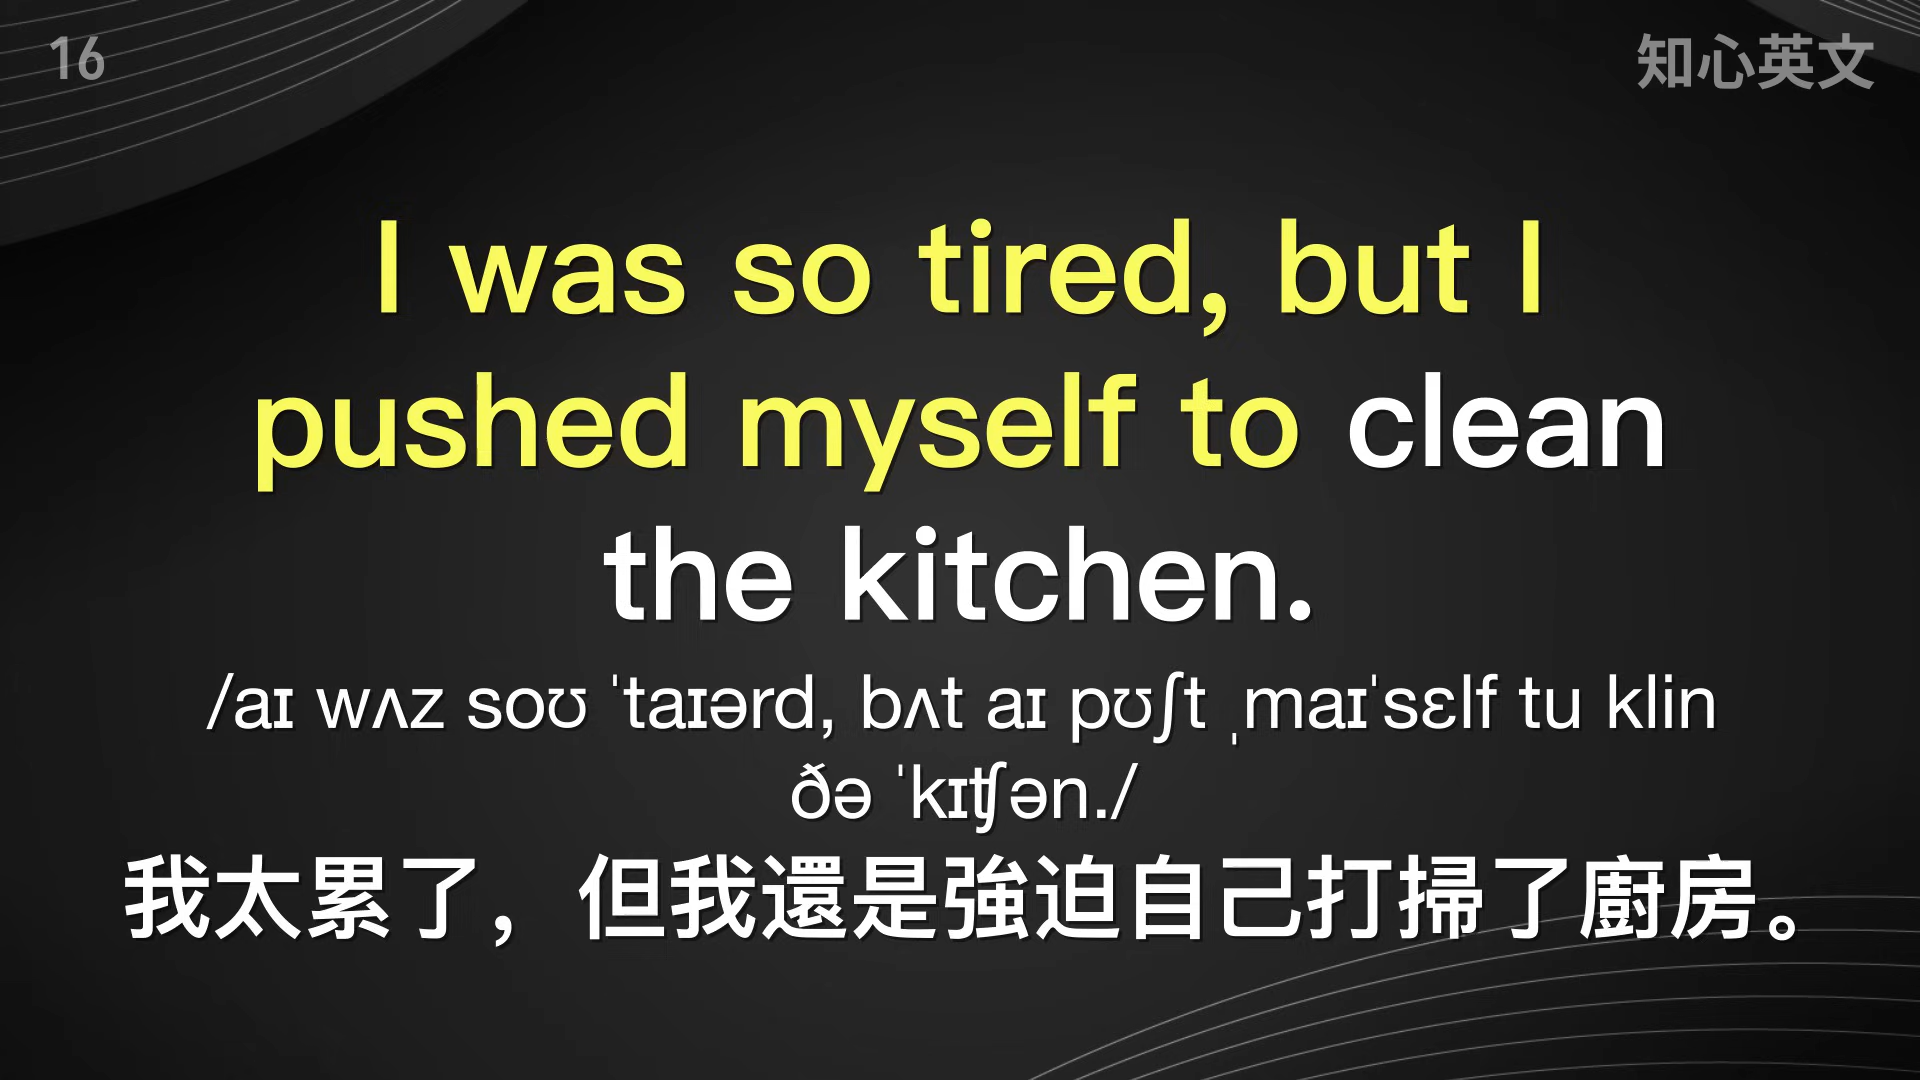 16
知心英文
I was so tired, but I
pushed myself to clean
the kitchen.
/aɪ wʌz soʊ ˈtaɪərd, bʌt aɪ pʊʃt ˌmaɪˈsɛlf tu klin
ðə ˈkɪʧən./
我太累了，但我還是強迫自己打掃了廚房。